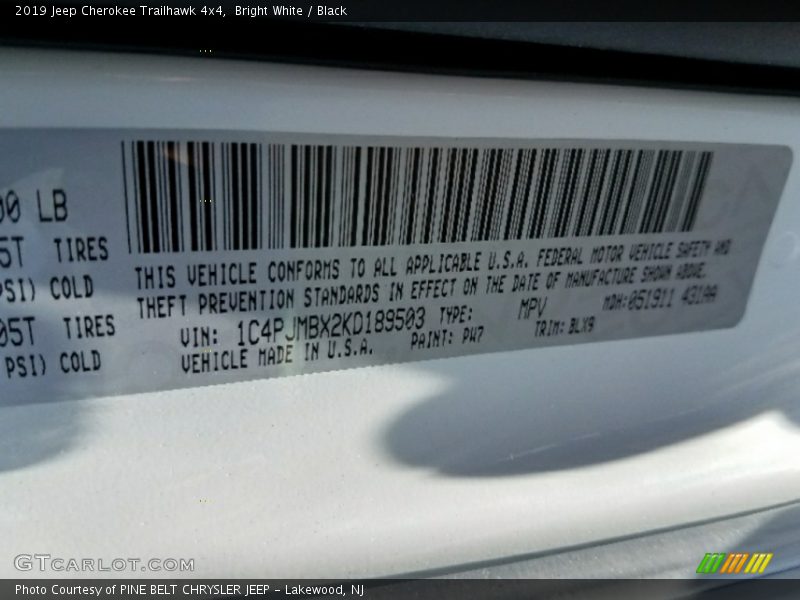 2019 Jeep Cherokee Trailhawk 4x4, Bright White / Black
00 LB
5T TIRES
PSI) COLD
05T TIRES
PSI) COLD
THIS VEHICLE CONFORMS TO ALL APPLICABLE U.S.A. FEDERAL MOTOR VEHICLE SAFETY AND
THEFT PREVENTION STANDARDS IN EFFECT ON THE DATE OF MANUFACTURE SHOWN ABOVE.
VIN: 1C4PJMBX2KD189503 TYPE: MPV MDH:051911 431AA
VEHICLE MADE IN U.S.A. PAINT: PW7 TRIM: BLX9
GTCARLOT.COM
Photo Courtesy of PINE BELT CHRYSLER JEEP - Lakewood, NJ